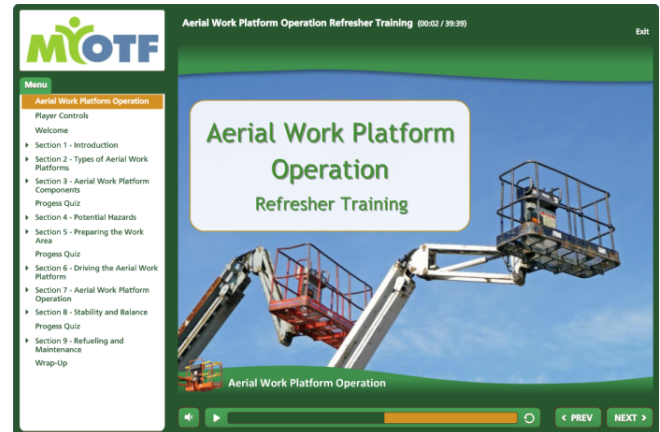 MYOTF
Aerial Work Platform Operation Refresher Training (00:02 / 39:39)
Exit
Menu
Aerial Work Platform Operation
Player Controls
Welcome
Section 1 - Introduction
Section 2 - Types of Aerial Work
Platforms
Section 3 - Aerial Work Platform
Components
Progess Quiz
Section 4 - Potential Hazards
Section 5 - Preparing the Work
Area
Progess Quiz
Section 6 - Driving the Aerial Work
Platform
Section 7 - Aerial Work Platform
Operation
Section 8 - Stability and Balance
Progess Quiz
Section 9 - Refueling and
Maintenance
Wrap-Up
Aerial Work Platform
Operation
Refresher Training
Aerial Work Platform Operation
< PREV
NEXT >